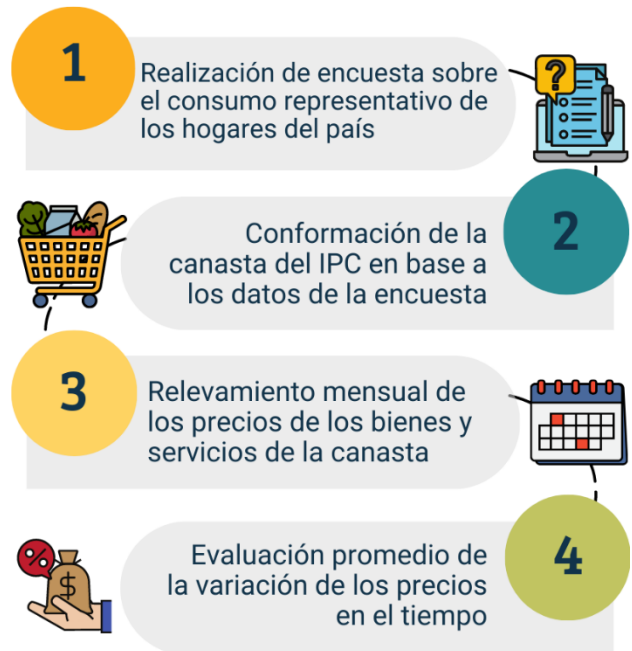 1
Realización de encuesta sobre
el consumo representativo de
los hogares del país
?
2
Conformación de la
canasta del IPC en base a
los datos de la encuesta
3
Relevamiento mensual de
los precios de los bienes y
servicios de la canasta
4
Evaluación promedio de
la variación de los precios
en el tiempo
%
$